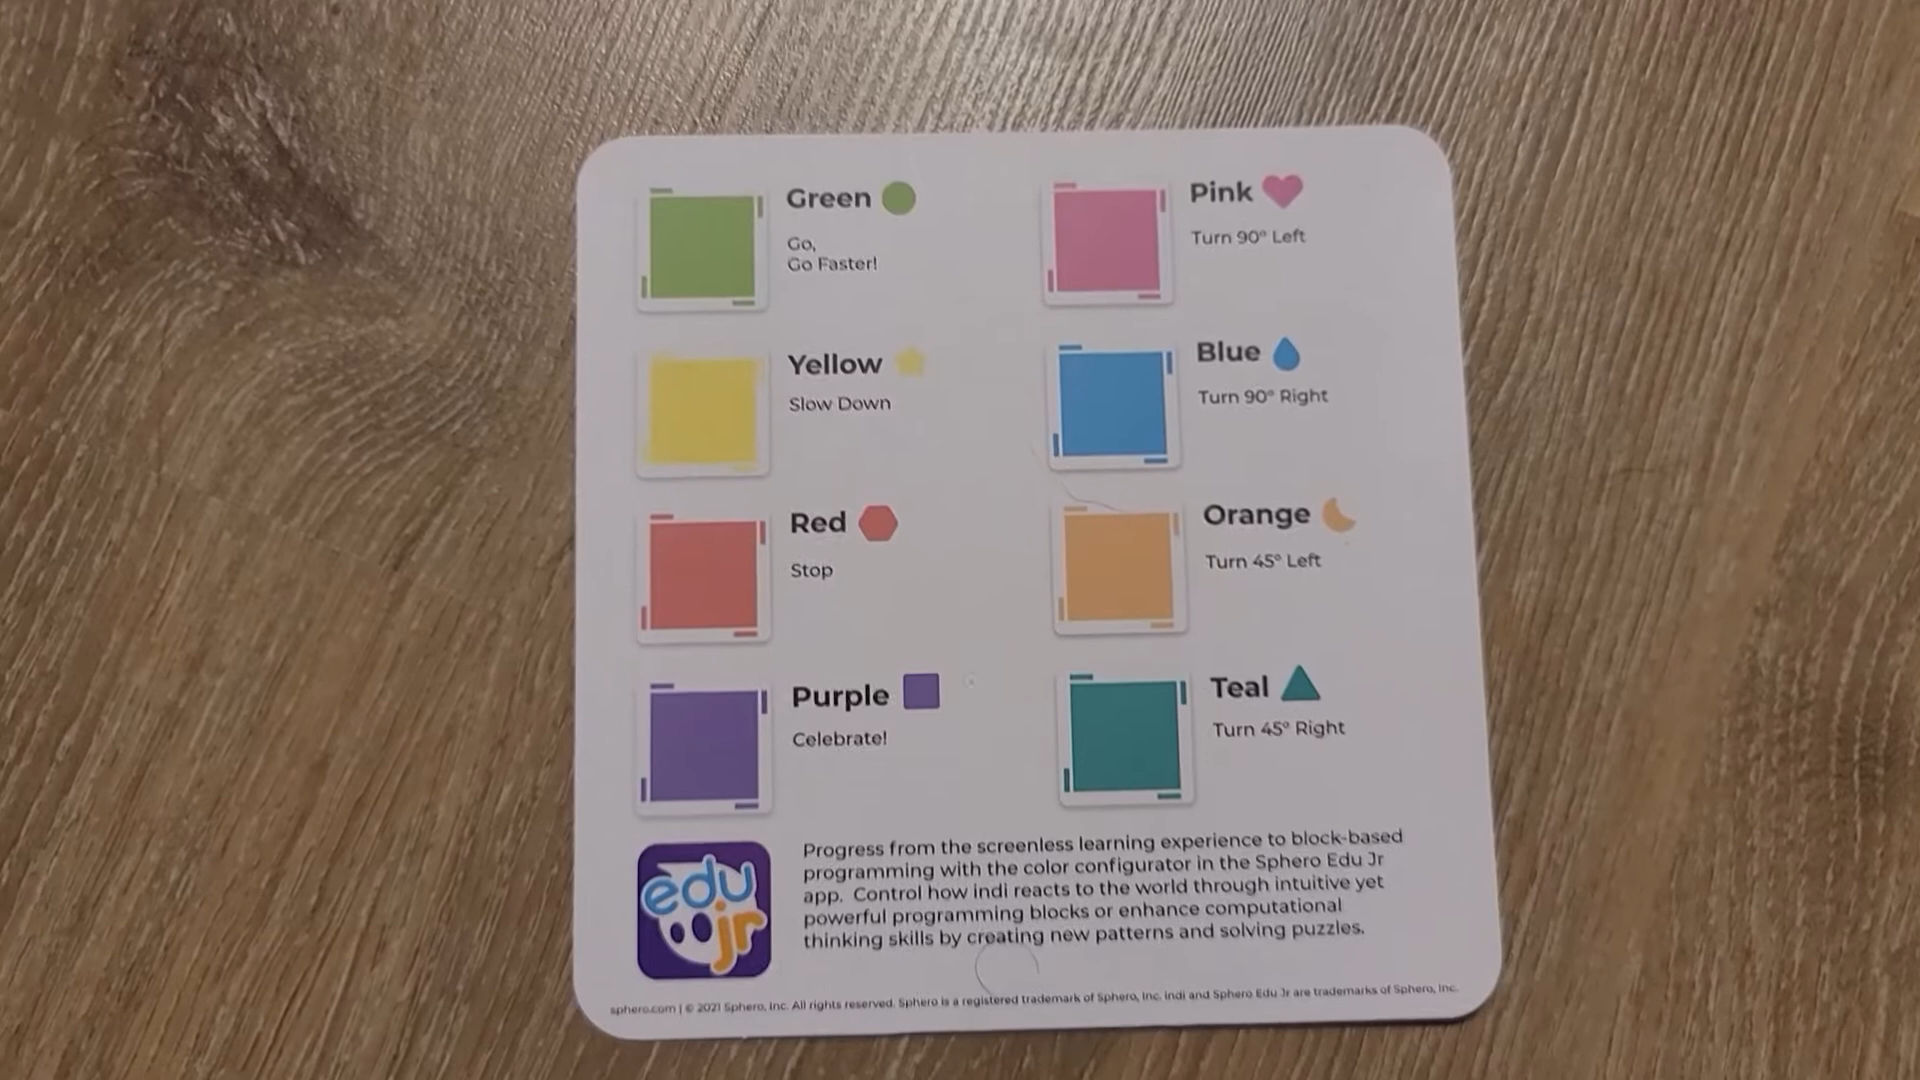 Green
Go,
Go Faster!
Yellow
Slow Down
Red
Stop
Purple
Celebrate!
Pink
Turn 90° Left
Blue
Turn 90° Right
Orange
Turn 45° Left
Teal
Turn 45° Right
edu
jr
Progress from the screenless learning experience to block-based
programming with the color configurator in the Sphero Edu Jr
app. Control how indi reacts to the world through intuitive yet
powerful programming blocks or enhance computational
thinking skills by creating new patterns and solving puzzles.
sphero.com | © 2021 Sphero, Inc. All rights reserved. Sphero is a registered trademark of Sphero, Inc. indi and Sphero Edu Jr are trademarks of Sphero, Inc.